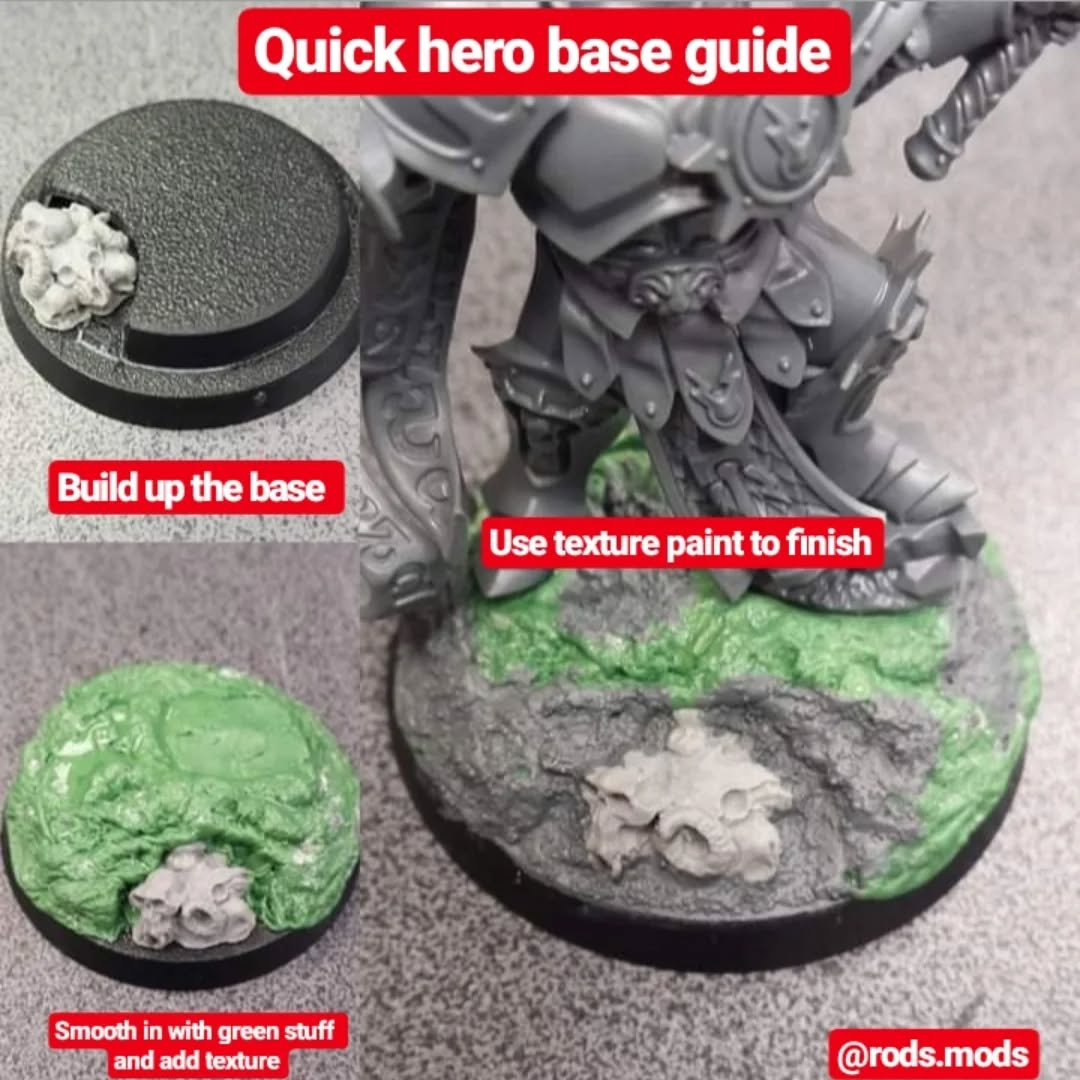 Quick hero base guide
Build up the base
Use texture paint to finish
Smooth in with green stuff
and add texture
@rods.mods